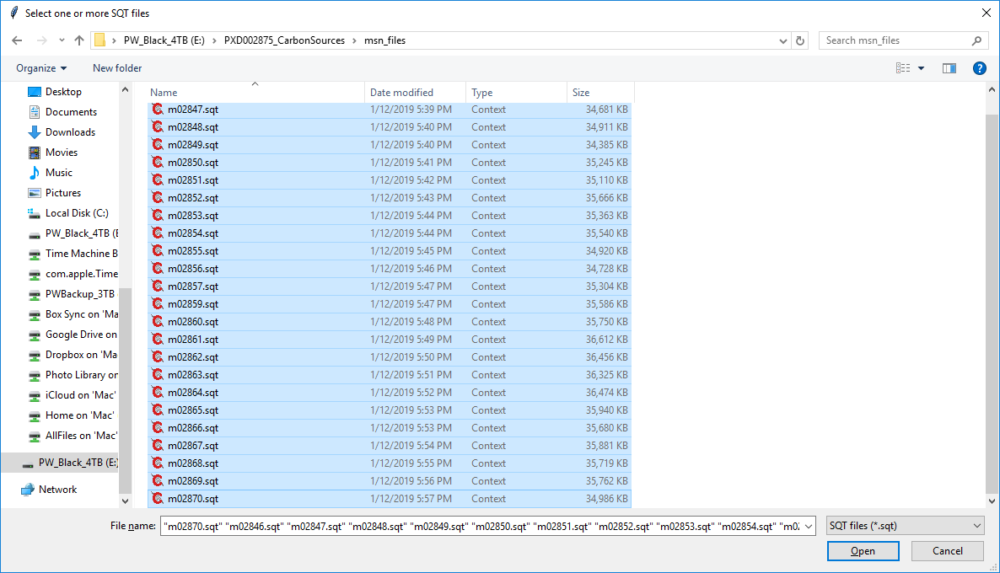 Select one or more SQT files
PW_Black_4TB (E:) > PXD002875_CarbonSources > msn_files
Search msn_files
Organize New folder
Desktop
Documents
Downloads
Movies
Music
Pictures
Local Disk (C:)
PW_Black_4TB (E
Time Machine B
com.apple.Time
PWBackup_3TB
Box Sync on 'Ma
Google Drive on
Dropbox on 'Ma
Photo Library on
iCloud on 'Mac'
Home on 'Mac'
AllFiles on 'Mac'
PW_Black_4TB (E:)
Network
Name Date modified Type Size
m02847.sqt 1/12/2019 5:39 PM Context 34,681 KB
m02848.sqt 1/12/2019 5:40 PM Context 34,911 KB
m02849.sqt 1/12/2019 5:40 PM Context 34,385 KB
m02850.sqt 1/12/2019 5:41 PM Context 35,245 KB
m02851.sqt 1/12/2019 5:42 PM Context 35,110 KB
m02852.sqt 1/12/2019 5:43 PM Context 35,666 KB
m02853.sqt 1/12/2019 5:44 PM Context 35,363 KB
m02854.sqt 1/12/2019 5:44 PM Context 35,540 KB
m02855.sqt 1/12/2019 5:45 PM Context 34,920 KB
m02856.sqt 1/12/2019 5:46 PM Context 34,728 KB
m02857.sqt 1/12/2019 5:47 PM Context 35,304 KB
m02859.sqt 1/12/2019 5:47 PM Context 35,586 KB
m02860.sqt 1/12/2019 5:48 PM Context 35,750 KB
m02861.sqt 1/12/2019 5:49 PM Context 36,612 KB
m02862.sqt 1/12/2019 5:50 PM Context 36,456 KB
m02863.sqt 1/12/2019 5:51 PM Context 36,325 KB
m02864.sqt 1/12/2019 5:52 PM Context 36,474 KB
m02865.sqt 1/12/2019 5:53 PM Context 35,940 KB
m02866.sqt 1/12/2019 5:53 PM Context 35,680 KB
m02867.sqt 1/12/2019 5:54 PM Context 35,881 KB
m02868.sqt 1/12/2019 5:55 PM Context 35,719 KB
m02869.sqt 1/12/2019 5:56 PM Context 35,762 KB
m02870.sqt 1/12/2019 5:57 PM Context 34,986 KB
File name: "m02870.sqt" "m02846.sqt" "m02847.sqt" "m02848.sqt" "m02849.sqt" "m02850.sqt" "m02851.sqt" "m02852.sqt" "m02853.sqt" "m02854.sqt" "m02
SQT files (*.sqt)
Open Cancel